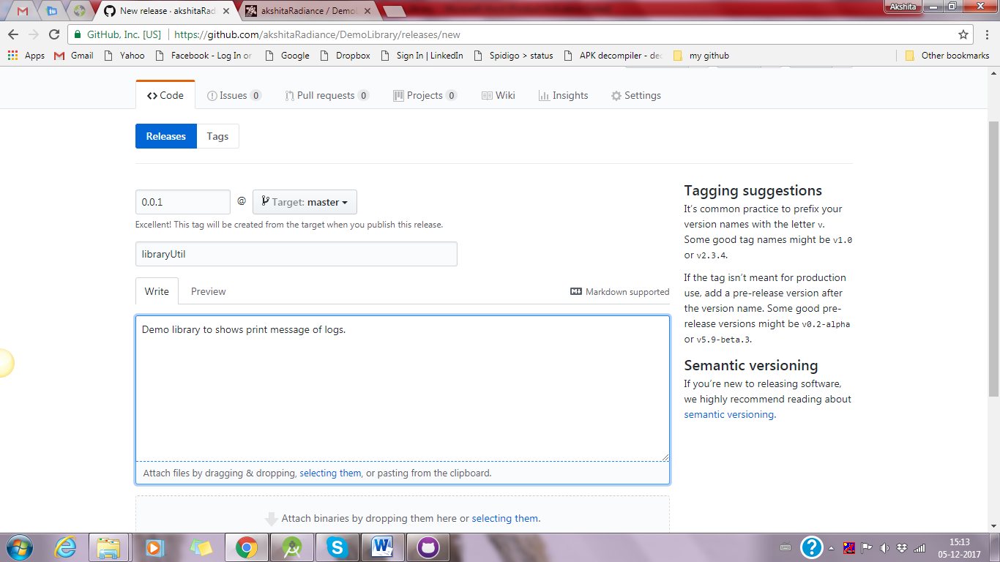 New release · akshitaRad
akshitaRadiance / DemoL
Akshita
GitHub, Inc. [US]
https://github.com/akshitaRadiance/DemoLibrary/releases/new
Apps
Gmail
Yahoo
Facebook - Log In or
Google
Dropbox
Sign In | LinkedIn
Spidigo > status
APK decompiler - dec
my github
Other bookmarks
Code
Issues 0
Pull requests 0
Projects 0
Wiki
Insights
Settings
Releases
Tags
0.0.1
@
Target: master
Excellent! This tag will be created from the target when you publish this release.
libraryUtil
Write
Preview
Markdown supported
Demo library to shows print message of logs.
Attach files by dragging & dropping, selecting them, or pasting from the clipboard.
Attach binaries by dropping them here or selecting them.
Tagging suggestions
It's common practice to prefix your
version names with the letter v.
Some good tag names might be v1.0
or v2.3.4.
If the tag isn't meant for production
use, add a pre-release version after
the version name. Some good pre-
release versions might be v0.2-alpha
or v5.9-beta.3.
Semantic versioning
If you're new to releasing software,
we highly recommend reading about
semantic versioning.
15:13
05-12-2017